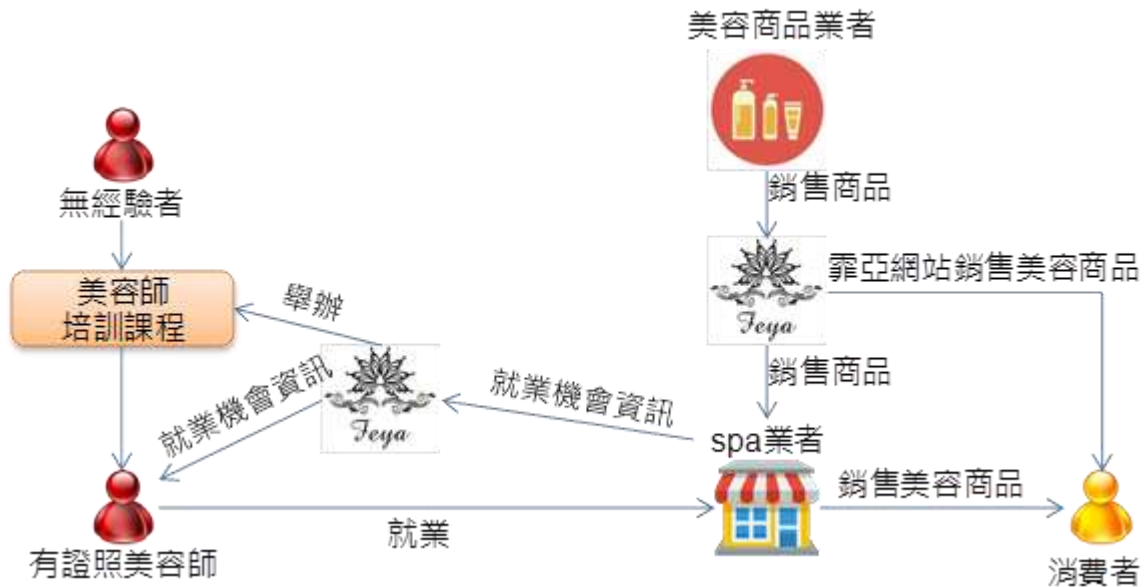 美容商品業者
銷售商品
無經驗者
美容師
培訓課程
舉辦
Feya
霏亞網站銷售美容商品
銷售商品
就業機會資訊
Feya
就業機會資訊
spa業者
銷售美容商品
就業
有證照美容師
消費者